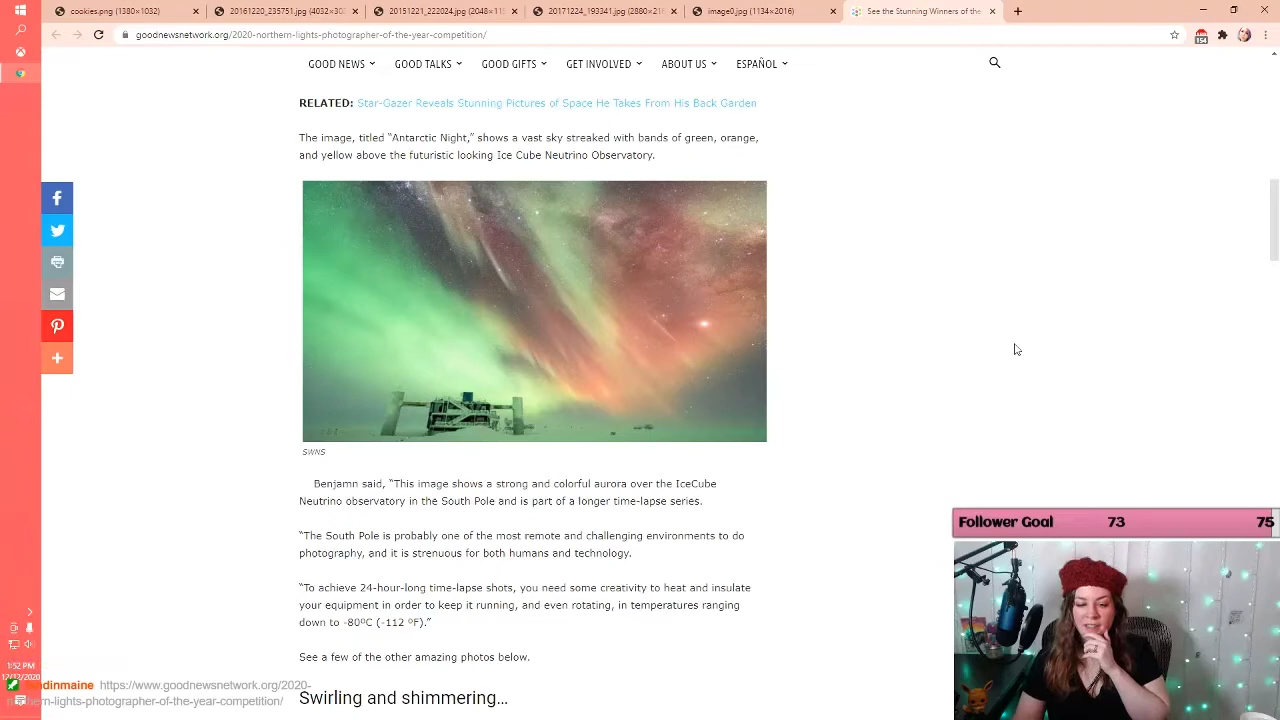 cookies.png (1380×1032)
20161220_235751.jpg (4032×302
20151221_222024.jpg (2048×115
20171224_193341.jpg (2880×216
image0.jpg (1134×2016)
See the Stunning Winners of the
goodnewsnetwork.org/2020-northern-lights-photographer-of-the-year-competition/
GOOD NEWS
GOOD TALKS
GOOD GIFTS
GET INVOLVED
ABOUT US
ESPAÑOL
RELATED: Star-Gazer Reveals Stunning Pictures of Space He Takes From His Back Garden
The image, titled “Antarctic Night,” shows a vast sky streaked with bands of green, orange,
and yellow above the futuristic looking Ice Cube Neutrino Observatory.
SWNS
Benjamn said, “This image shows a strong and colorful aurora over the IceCube
Neutrino observatory in the South Pole and is part of a longer time-lapse series.
“The South Pole is probably one of the most remote and challenging environments to do
photography, and it is strenuous for both humans and technology.
“To achieve 24-hour-long time-lapse shots, you need some creativity to heat and insulate
your equipment in order to keep it running, and even rotating, in temperatures ranging
down to -80ºC (-112 ºF).”
See a few of the other amazing photos below.
Swirling and shimmering…
Follower Goal 73 75
1:52 PM
12/12/2020
dinmaine https://www.goodnewsnetwork.org/2020-
n-lights-photographer-of-the-year-competition/